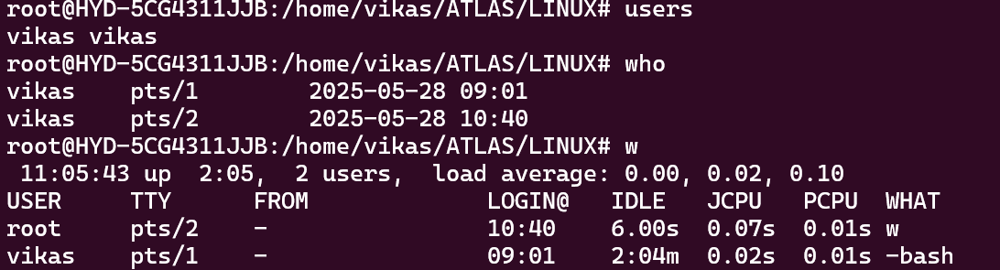 root@HYD-5CG4311JJB:/home/vikas/ATLAS/LINUX# users
vikas vikas
root@HYD-5CG4311JJB:/home/vikas/ATLAS/LINUX# who
vikas    pts/1        2025-05-28 09:01
vikas    pts/2        2025-05-28 10:40
root@HYD-5CG4311JJB:/home/vikas/ATLAS/LINUX# w
 11:05:43 up  2:05,  2 users,  load average: 0.00, 0.02, 0.10
USER     TTY      FROM             LOGIN@   IDLE   JCPU   PCPU  WHAT
root     pts/2    -                10:40    6.00s  0.07s  0.01s w
vikas    pts/1    -                09:01    2:04m  0.02s  0.01s -bash